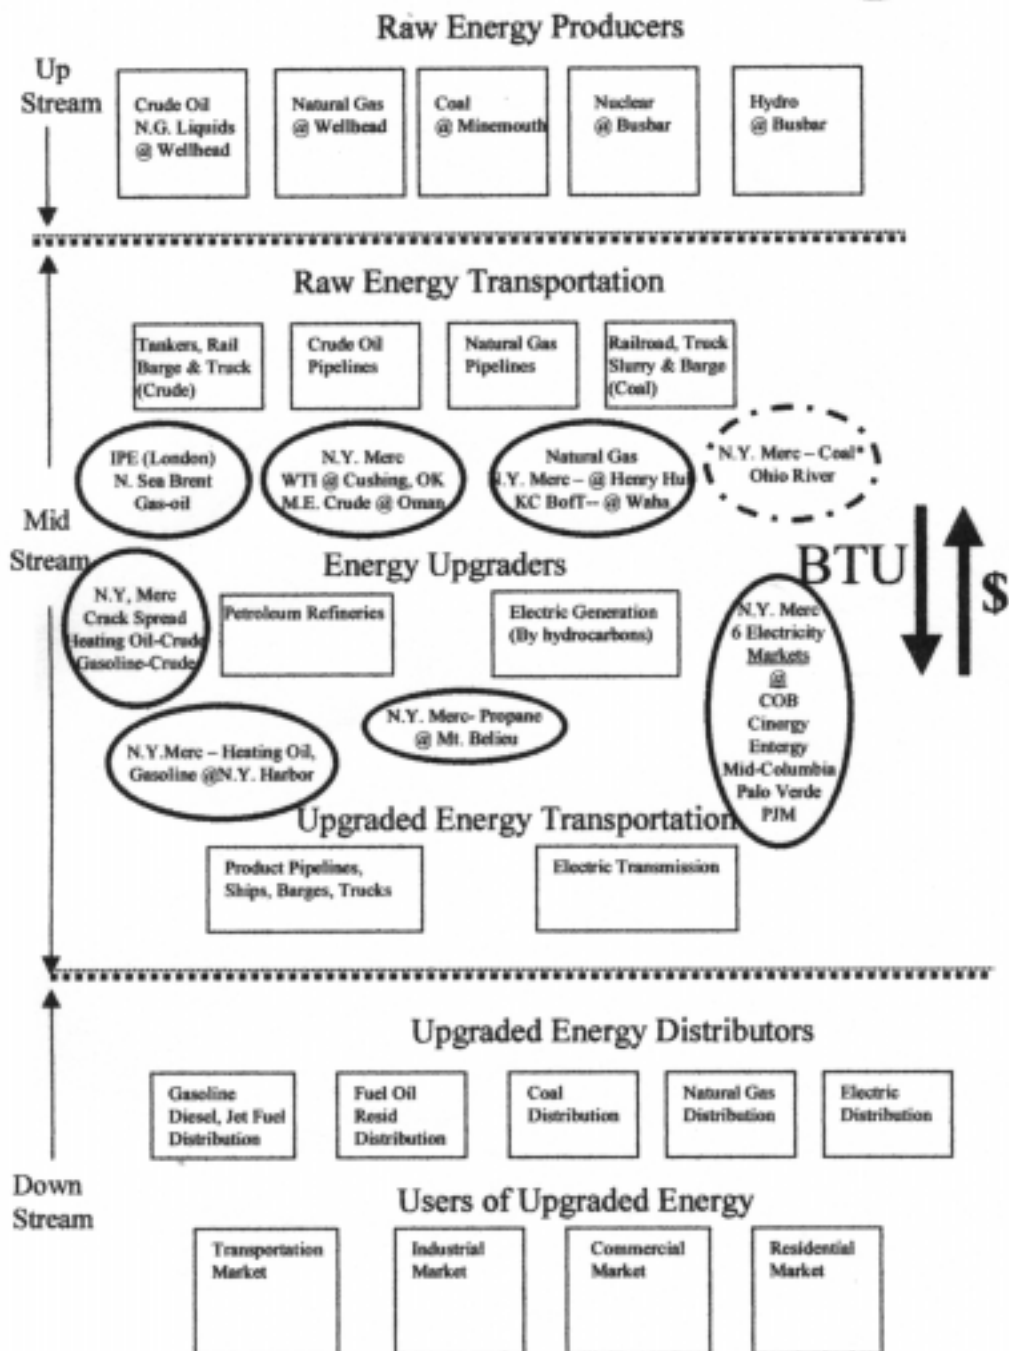 Raw Energy Producers
Up
Stream
Crude Oil
N.G. Liquids
@ Wellhead
Natural Gas
@ Wellhead
Coal
@ Minemouth
Nuclear
@ Busbar
Hydro
@ Busbar
Raw Energy Transportation
Tankers, Rail
Barge & Truck
(Crude)
Crude Oil
Pipelines
Natural Gas
Pipelines
Railroad, Truck
Slurry & Barge
(Coal)
IPE (London)
N. Sea Brent
Gas-oil
N.Y. Merc
WTI @ Cushing, OK
M.E. Crude @ Oman
Natural Gas
N.Y. Merc – @ Henry Hub
KC BofT-- @ Waha
N.Y. Merc – Coal*
Ohio River
Mid
Stream
BTU
$
Energy Upgraders
N.Y, Merc
Crack Spread
Heating Oil-Crude
Gasoline-Crude
Petroleum Refineries
Electric Generation
(By hydrocarbons)
N.Y. Merc
6 Electricity
Markets
@
COB
Cinergy
Entergy
Mid-Columbia
Palo Verde
PJM
N.Y. Merc- Propane
@ Mt. Belieu
N.Y.Merc – Heating Oil,
Gasoline @N.Y. Harbor
Upgraded Energy Transportation
Product Pipelines,
Ships, Barges, Trucks
Electric Transmission
Upgraded Energy Distributors
Gasoline
Diesel, Jet Fuel
Distribution
Fuel Oil
Resid
Distribution
Coal
Distribution
Natural Gas
Distribution
Electric
Distribution
Down
Stream
Users of Upgraded Energy
Transportation
Market
Industrial
Market
Commercial
Market
Residential
Market